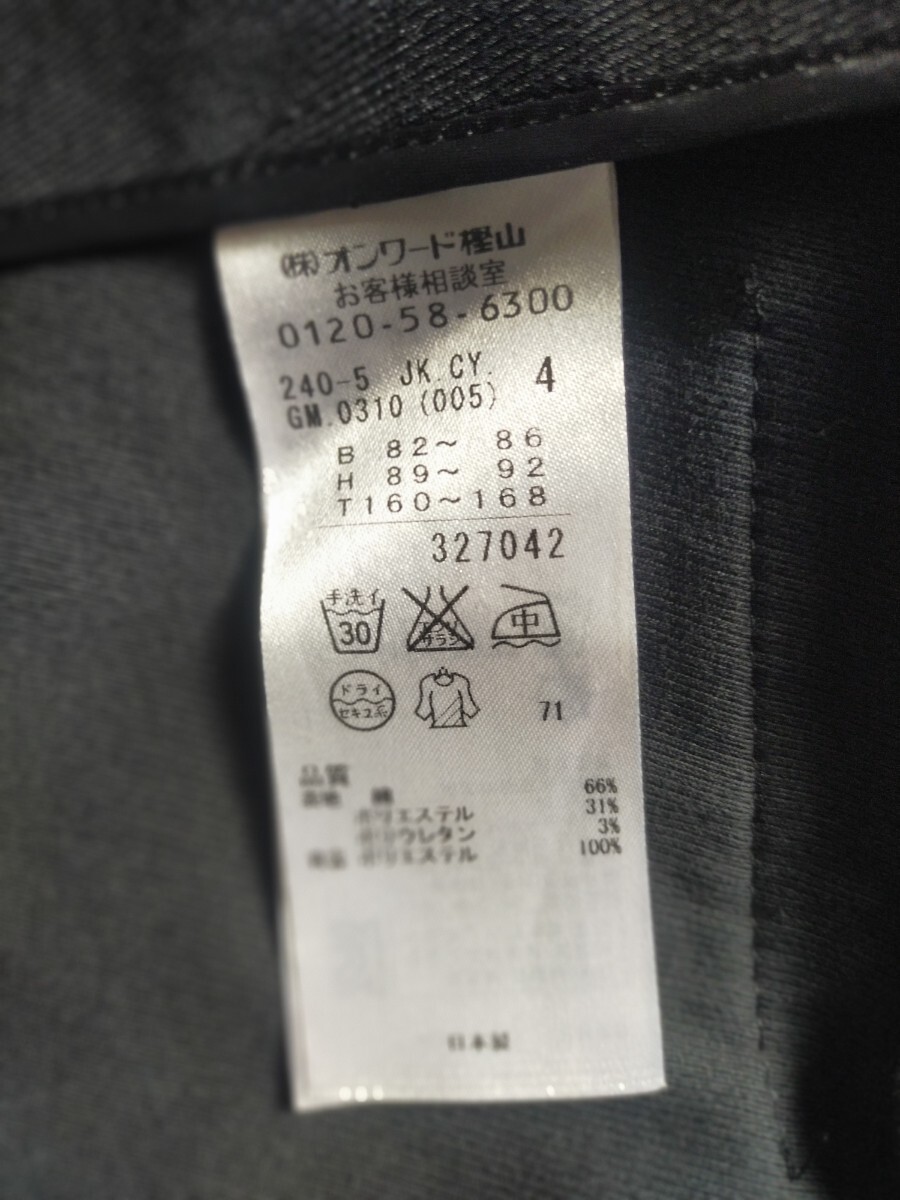 ㈱オンワード樫山
お客様相談室
0120-58-6300
240-5 JK.CY. 4
GM.0310 (005)
B 82〜 86
H 89〜 92
T160〜168
327042
手洗イ
30
中
ドライ
セキユ系
71
品質
表地 綿 66%
ポリエステル 31%
ポリウレタン 3%
ポリエステル 100%
日本製